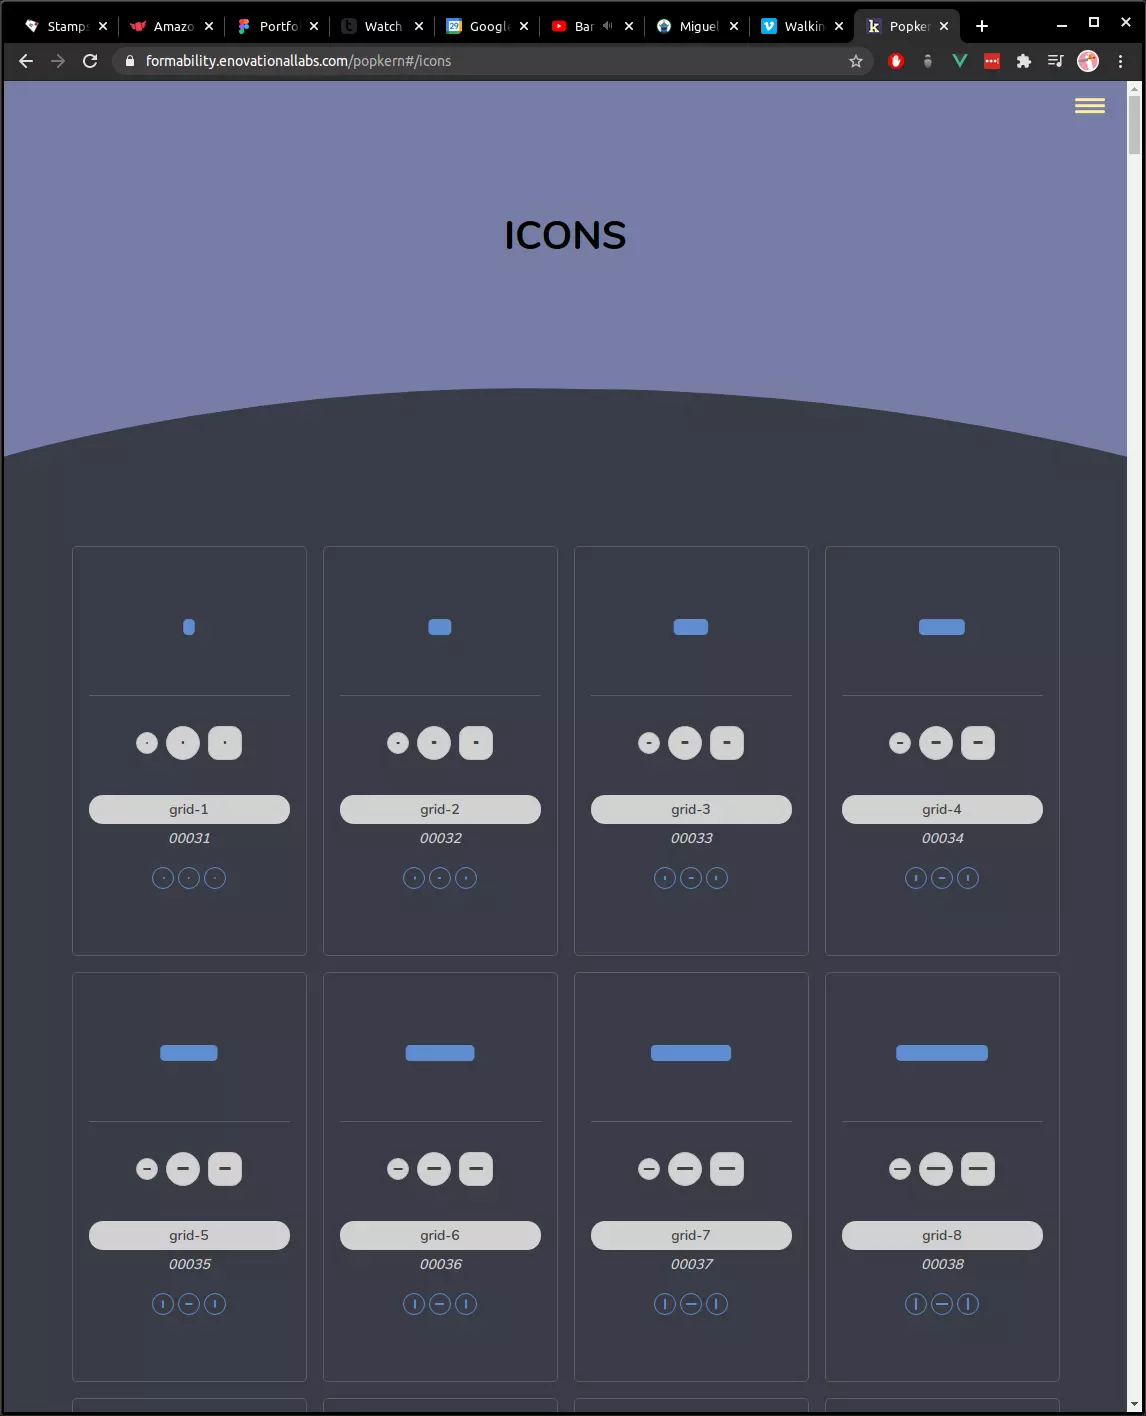 Stamps
Amazo
Portfo
Watch
Google
Bar
Miguel
Walkin
Popker
formability.enovationallabs.com/popkern#/icons
ICONS
grid-1
00031
grid-2
00032
grid-3
00033
grid-4
00034
grid-5
00035
grid-6
00036
grid-7
00037
grid-8
00038